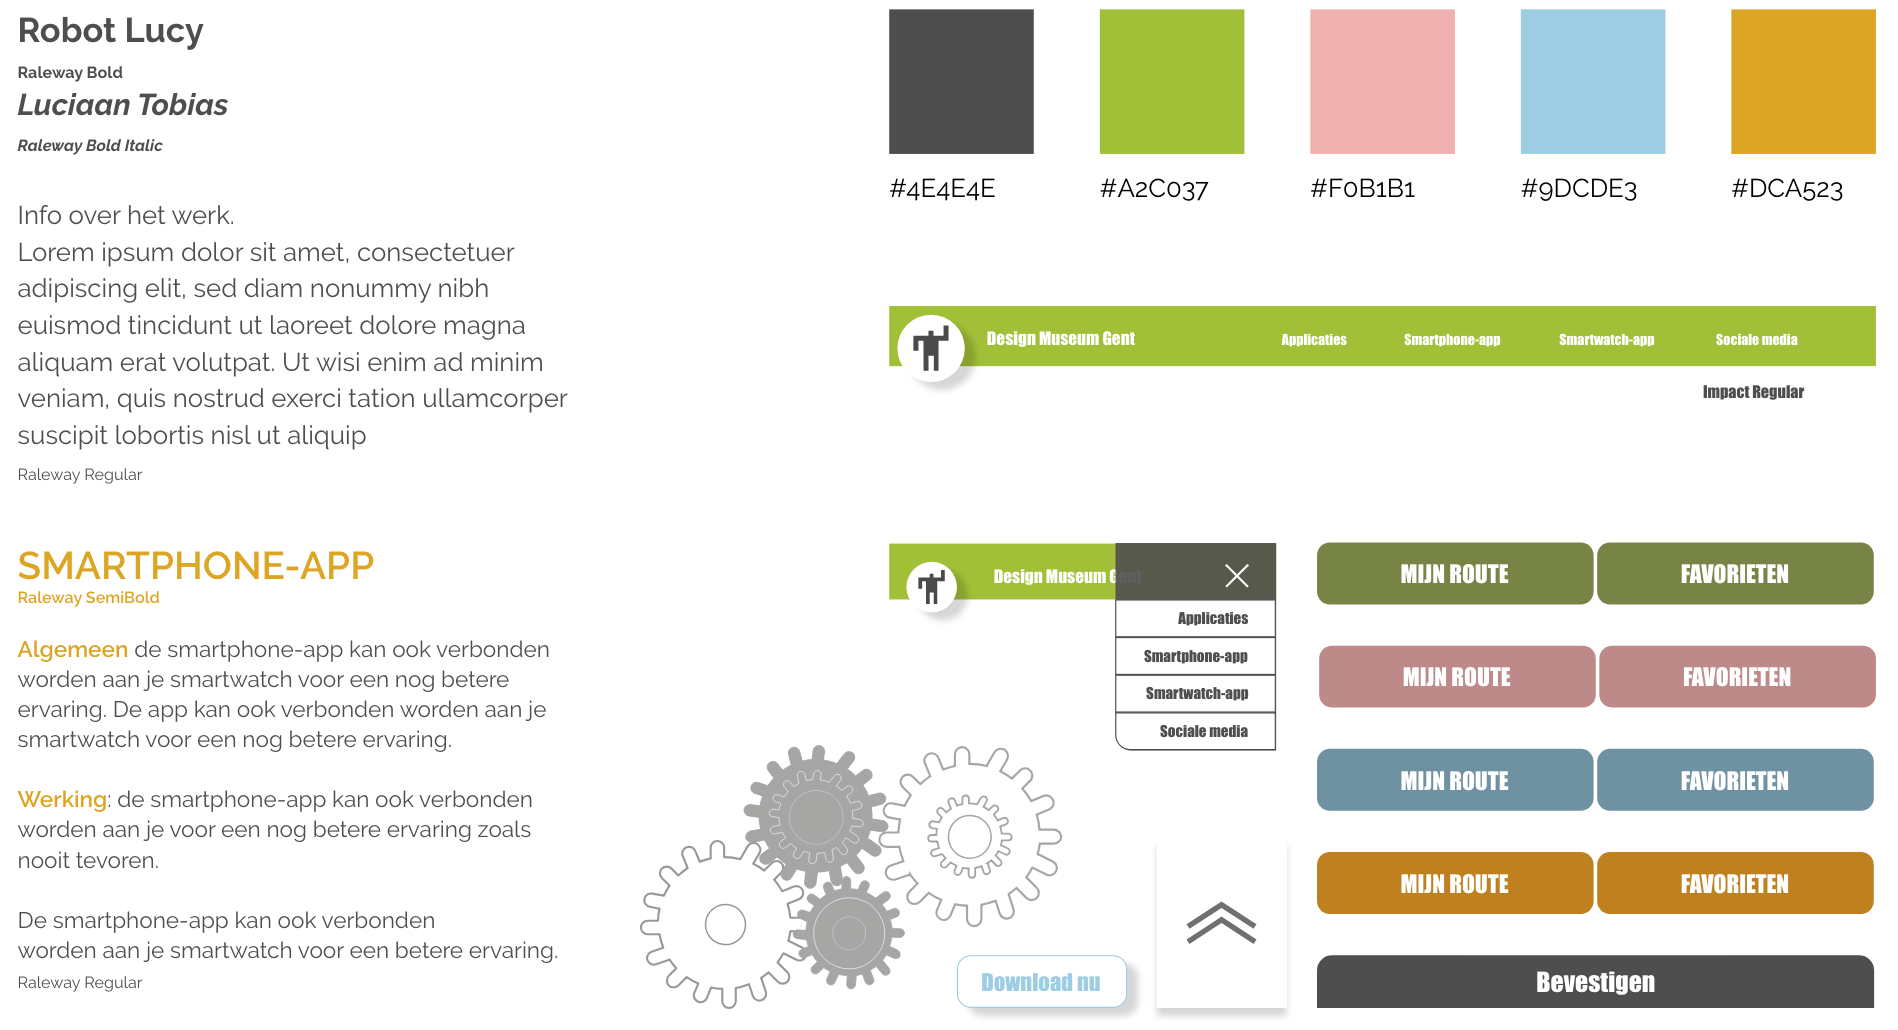 Robot Lucy
Raleway Bold
Luciaan Tobias
Raleway Bold Italic
Info over het werk.
Lorem ipsum dolor sit amet, consectetuer
adipiscing elit, sed diam nonummy nibh
euismod tincidunt ut laoreet dolore magna
aliquam erat volutpat. Ut wisi enim ad minim
veniam, quis nostrud exerci tation ullamcorper
suscipit lobortis nisl ut aliquip
Raleway Regular
SMARTPHONE-APP
Raleway SemiBold
Algemeen de smartphone-app kan ook verbonden
worden aan je smartwatch voor een nog betere
ervaring. De app kan ook verbonden worden aan je
smartwatch voor een nog betere ervaring.
Werking: de smartphone-app kan ook verbonden
worden aan je voor een nog betere ervaring zoals
nooit tevoren.
De smartphone-app kan ook verbonden
worden aan je smartwatch voor een betere ervaring.
Raleway Regular
#4E4E4E #A2C037 #F0B1B1 #9DCDE3 #DCA523
Design Museum Gent Applicaties Smartphone-app Smartwatch-app Sociale media
Impact Regular
Design Museum Gent
Applicaties
Smartphone-app
Smartwatch-app
Sociale media
Download nu
MIJN ROUTE FAVORIETEN
MIJN ROUTE FAVORIETEN
MIJN ROUTE FAVORIETEN
MIJN ROUTE FAVORIETEN
Bevestigen